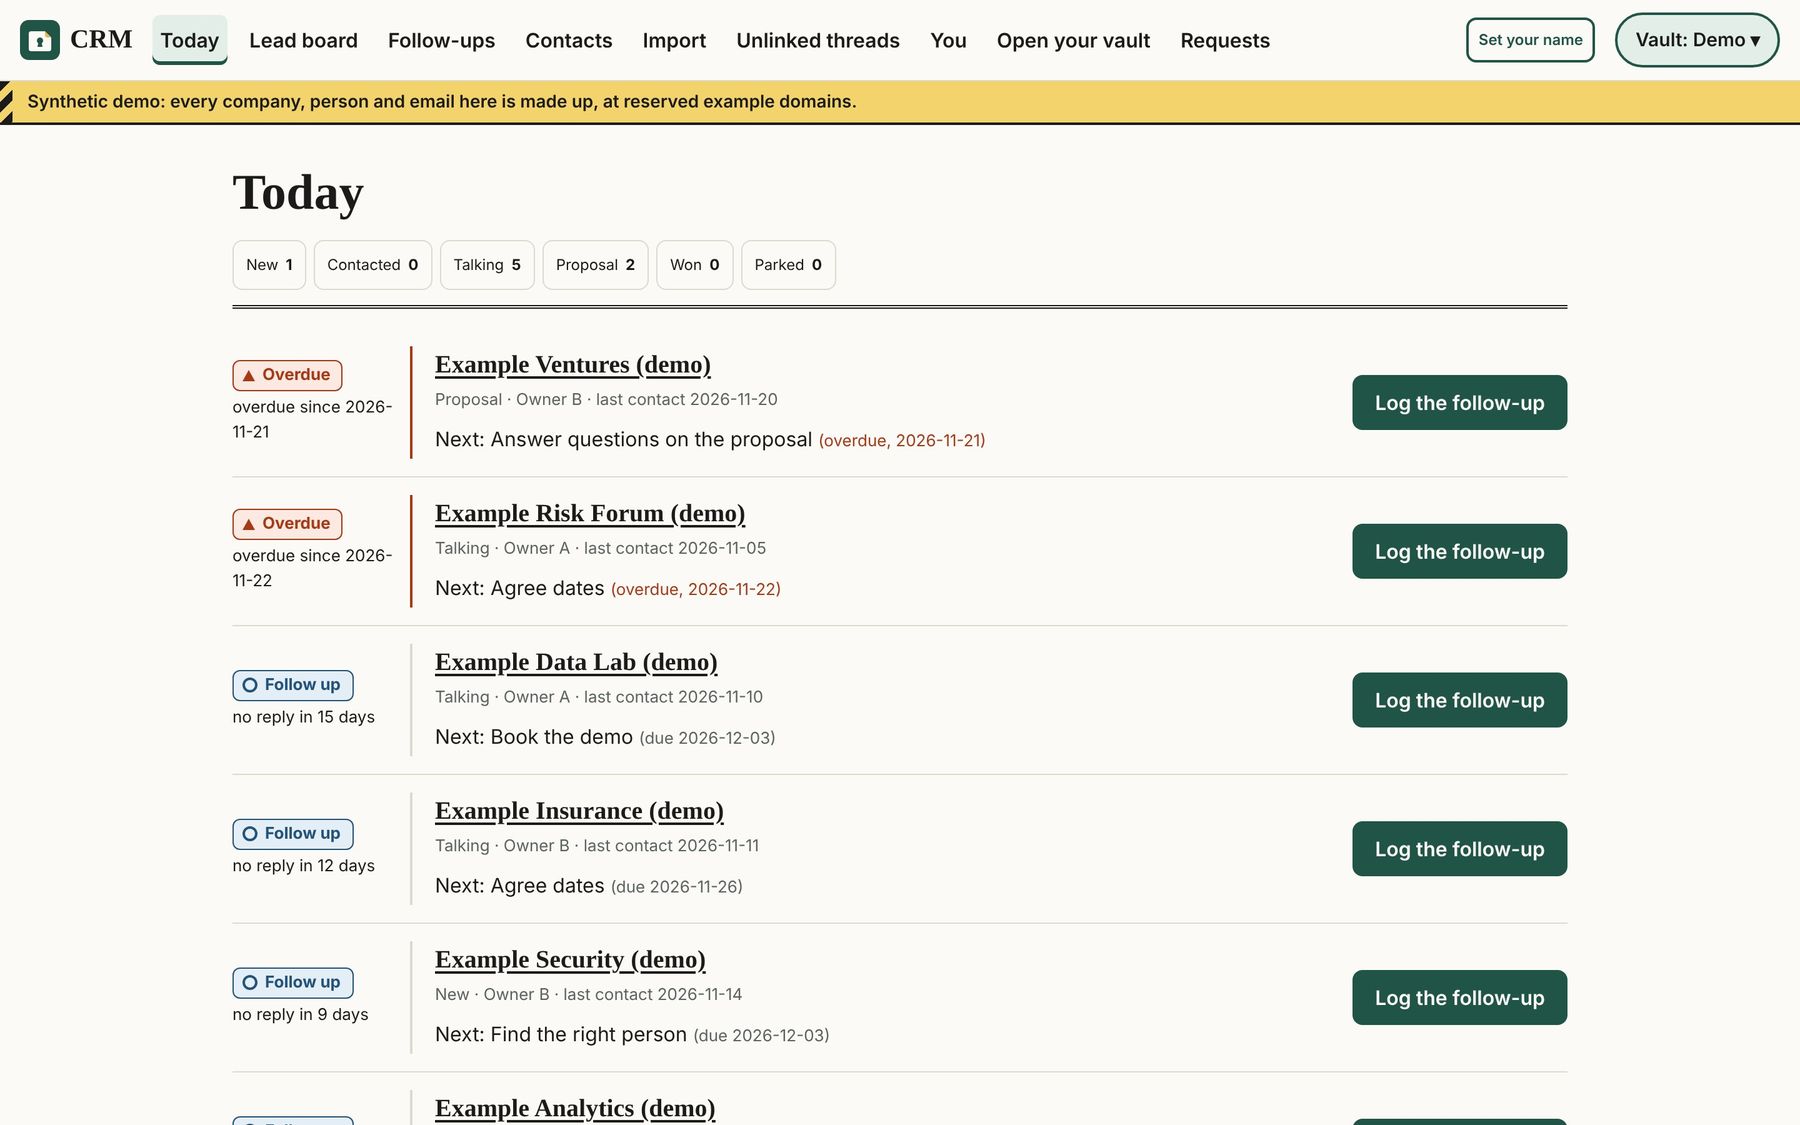 CRM
Today
Lead board
Follow-ups
Contacts
Import
Unlinked threads
You
Open your vault
Requests
Set your name
Vault: Demo ▾
Synthetic demo: every company, person and email here is made up, at reserved example domains.
Today
New 1
Contacted 0
Talking 5
Proposal 2
Won 0
Parked 0
Overdue
overdue since 2026-
11-21
Example Ventures (demo)
Proposal · Owner B · last contact 2026-11-20
Next: Answer questions on the proposal (overdue, 2026-11-21)
Log the follow-up
Overdue
overdue since 2026-
11-22
Example Risk Forum (demo)
Talking · Owner A · last contact 2026-11-05
Next: Agree dates (overdue, 2026-11-22)
Log the follow-up
Follow up
no reply in 15 days
Example Data Lab (demo)
Talking · Owner A · last contact 2026-11-10
Next: Book the demo (due 2026-12-03)
Log the follow-up
Follow up
no reply in 12 days
Example Insurance (demo)
Talking · Owner B · last contact 2026-11-11
Next: Agree dates (due 2026-11-26)
Log the follow-up
Follow up
no reply in 9 days
Example Security (demo)
New · Owner B · last contact 2026-11-14
Next: Find the right person (due 2026-12-03)
Log the follow-up
Example Analytics (demo)